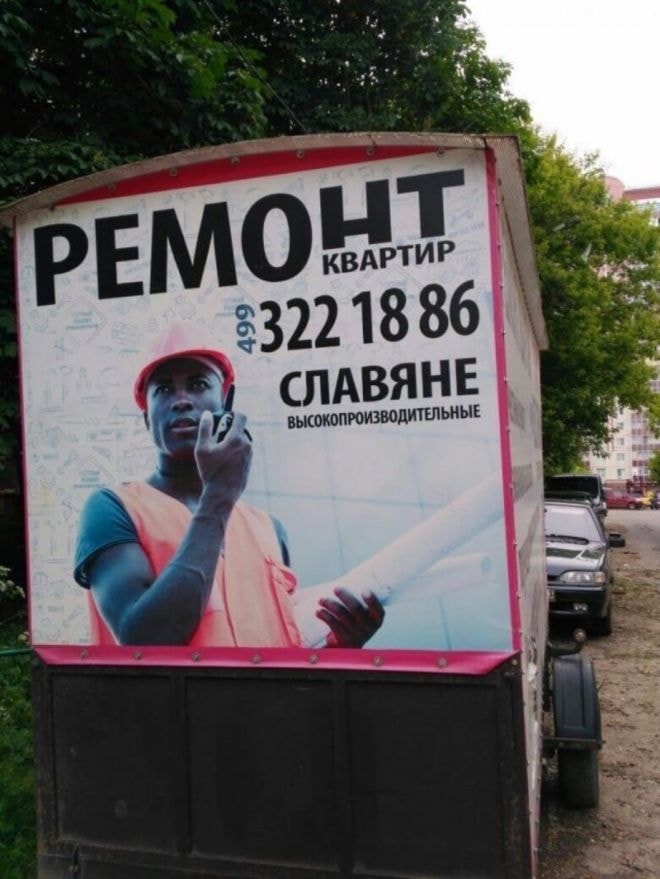 РЕМОНТ
КВАРТИР
499 322 18 86
СЛАВЯНЕ
ВЫСОКОПРОИЗВОДИТЕЛЬНЫЕ